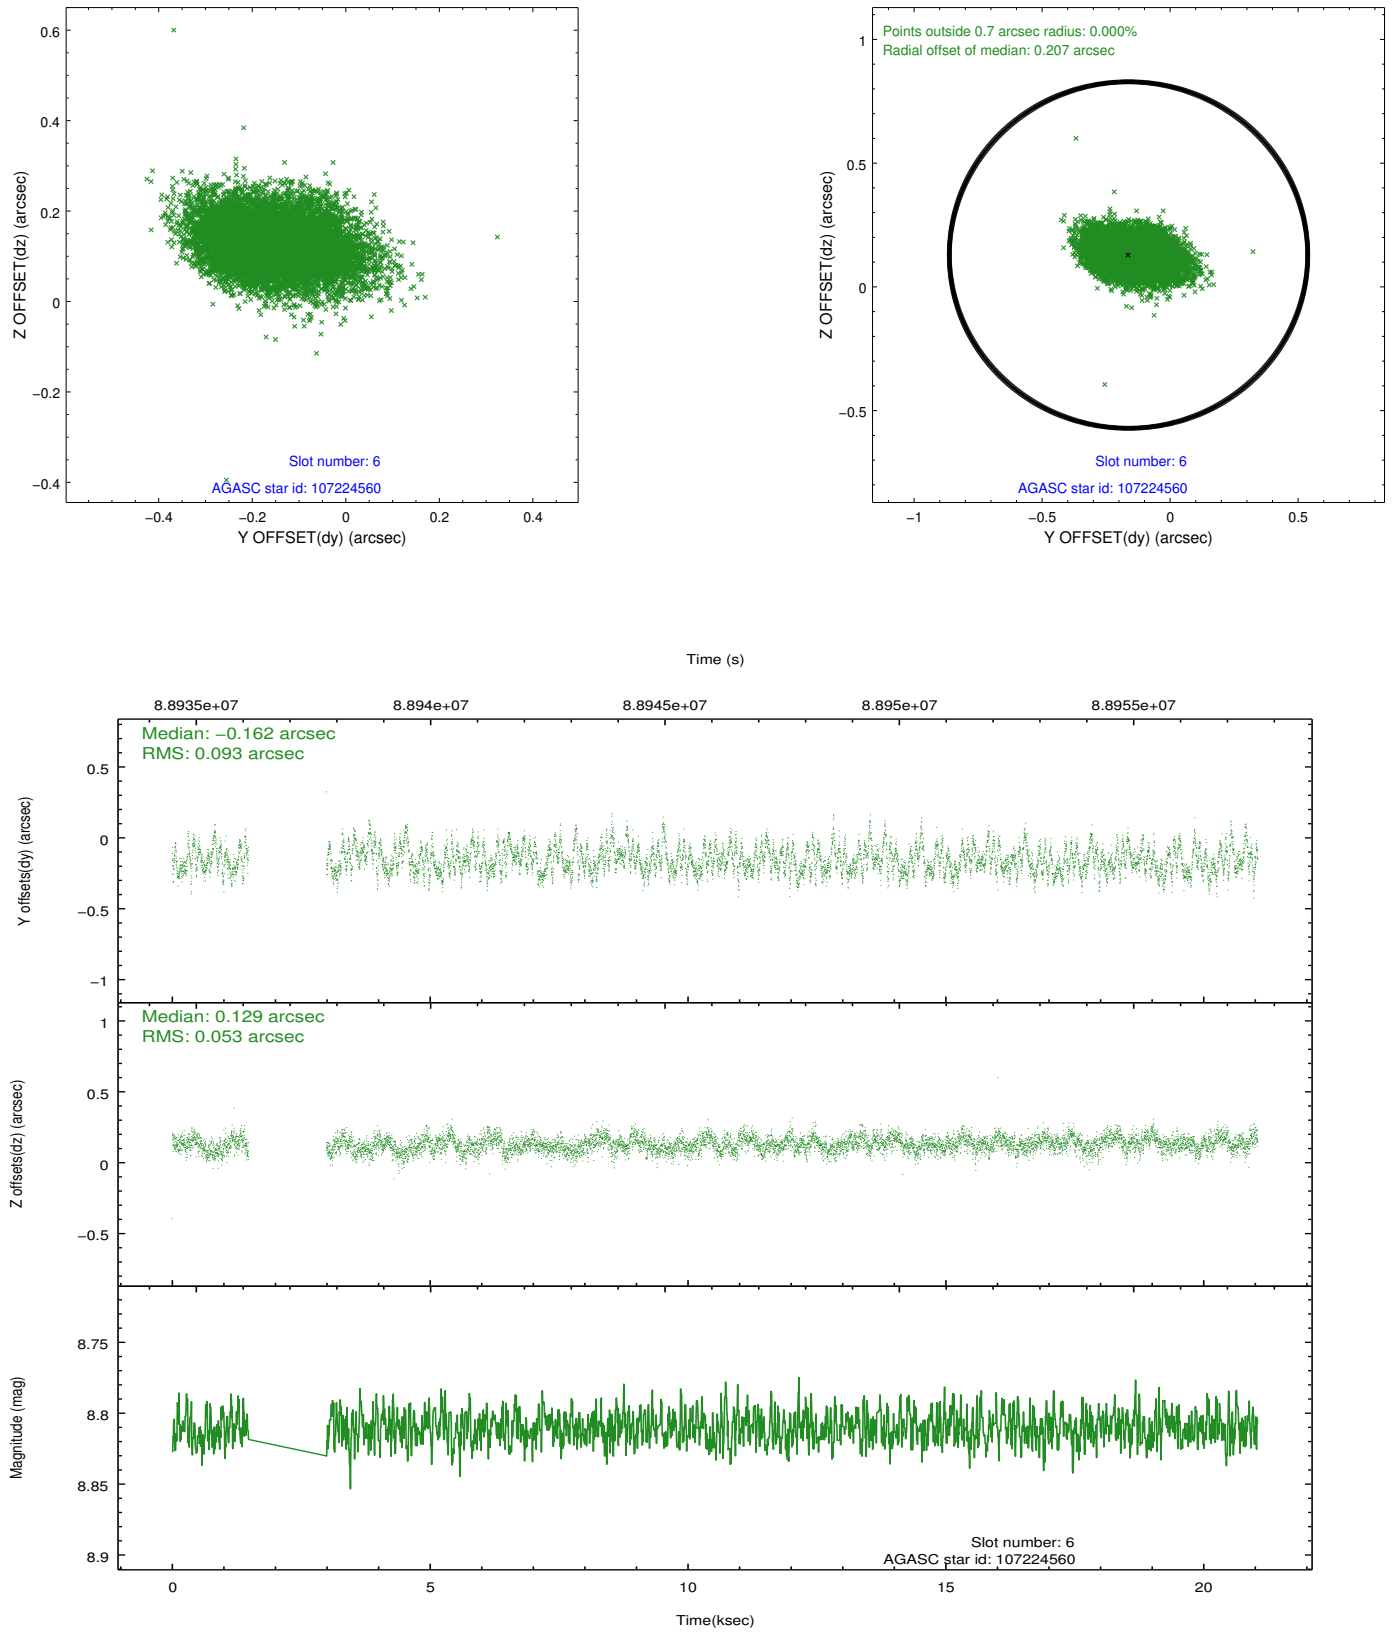 0.6
0.4
0.2
0
−0.2
−0.4
Z OFFSET(dz) (arcsec)
Slot number: 6
AGASC star id: 107224560
−0.4 −0.2 0 0.2 0.4
Y OFFSET(dy) (arcsec)
Points outside 0.7 arcsec radius: 0.000%
Radial offset of median: 0.207 arcsec
1
0.5
0
−0.5
Z OFFSET(dz) (arcsec)
Slot number: 6
AGASC star id: 107224560
−1 −0.5 0 0.5
Y OFFSET(dy) (arcsec)
Time (s)
8.8935e+07 8.894e+07 8.8945e+07 8.895e+07 8.8955e+07
Median: −0.162 arcsec
RMS: 0.093 arcsec
0.5
0
−0.5
−1
Y offsets(dy) (arcsec)
Median: 0.129 arcsec
RMS: 0.053 arcsec
1
0.5
0
−0.5
Z offsets(dz) (arcsec)
8.75
8.8
8.85
8.9
Magnitude (mag)
Slot number: 6
AGASC star id: 107224560
0 5 10 15 20
Time(ksec)